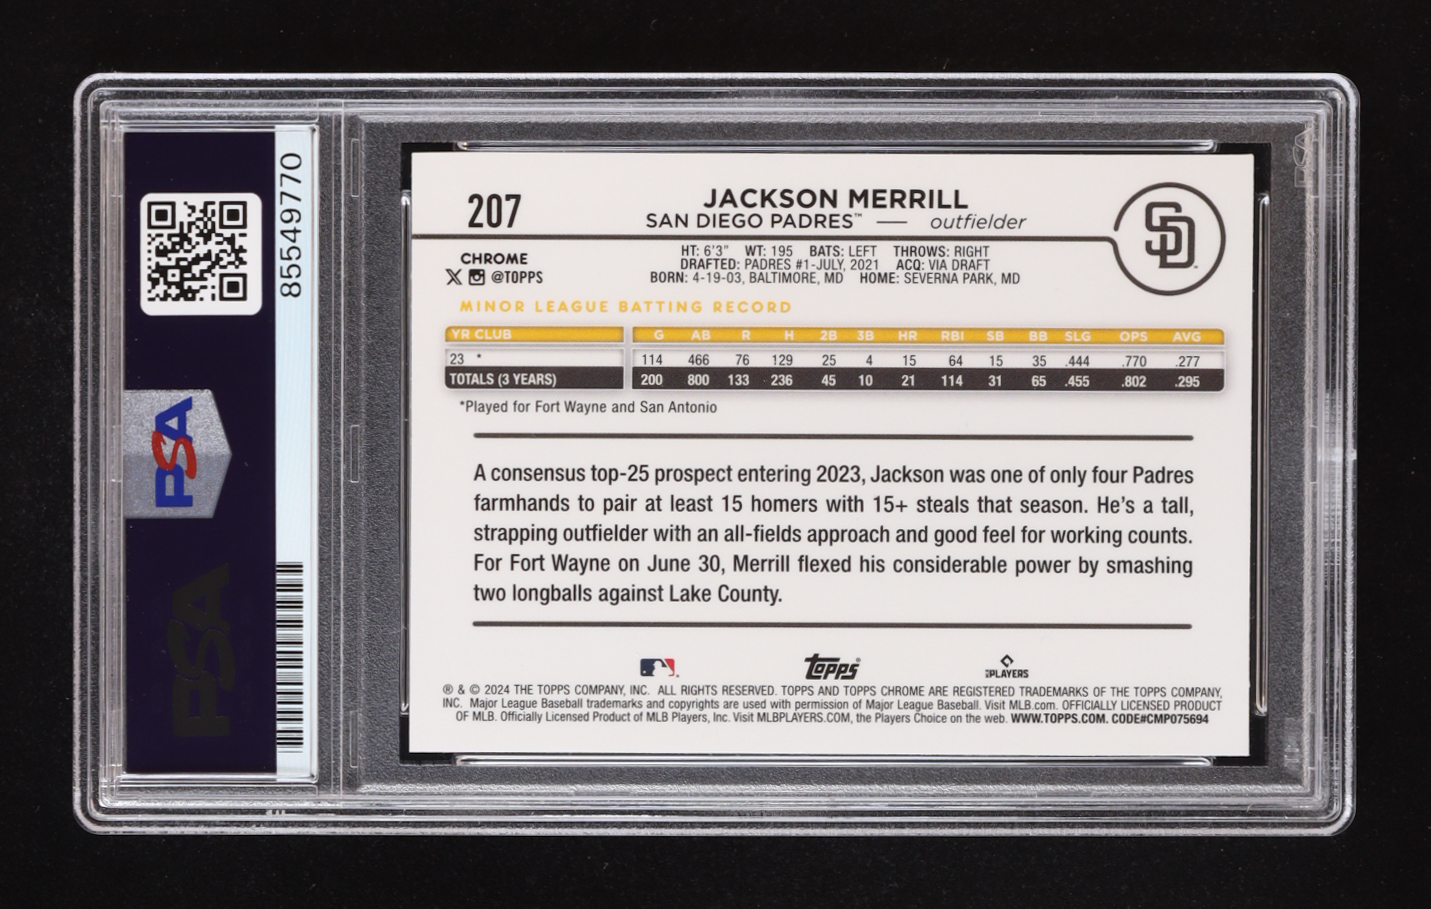 85549770
PSA
PSA
207
JACKSON MERRILL
SAN DIEGO PADRES™ — outfielder
SD
CHROME
@TOPPS
HT: 6'3" WT: 195 BATS: LEFT THROWS: RIGHT
DRAFTED: PADRES #1-JULY, 2021 ACQ: VIA DRAFT
BORN: 4-19-03, BALTIMORE, MD HOME: SEVERNA PARK, MD
MINOR LEAGUE BATTING RECORD
YR CLUB G AB R H 2B 3B HR RBI SB BB SLG OPS AVG
23 * 114 466 76 129 25 4 15 64 15 35 .444 .770 .277
TOTALS (3 YEARS) 200 800 133 236 45 10 21 114 31 65 .455 .802 .295
*Played for Fort Wayne and San Antonio
A consensus top-25 prospect entering 2023, Jackson was one of only four Padres
farmhands to pair at least 15 homers with 15+ steals that season. He's a tall,
strapping outfielder with an all-fields approach and good feel for working counts.
For Fort Wayne on June 30, Merrill flexed his considerable power by smashing
two longballs against Lake County.
Topps
PLAYERS
® & © 2024 THE TOPPS COMPANY, INC. ALL RIGHTS RESERVED. TOPPS AND TOPPS CHROME ARE REGISTERED TRADEMARKS OF THE TOPPS COMPANY,
INC. Major League Baseball trademarks and copyrights are used with permission of Major League Baseball. Visit MLB.com. OFFICIALLY LICENSED PRODUCT
OF MLB. Officially Licensed Product of MLB Players, Inc. Visit MLBPLAYERS.COM, the Players Choice on the web. WWW.TOPPS.COM. CODE#CMP075694
PSA